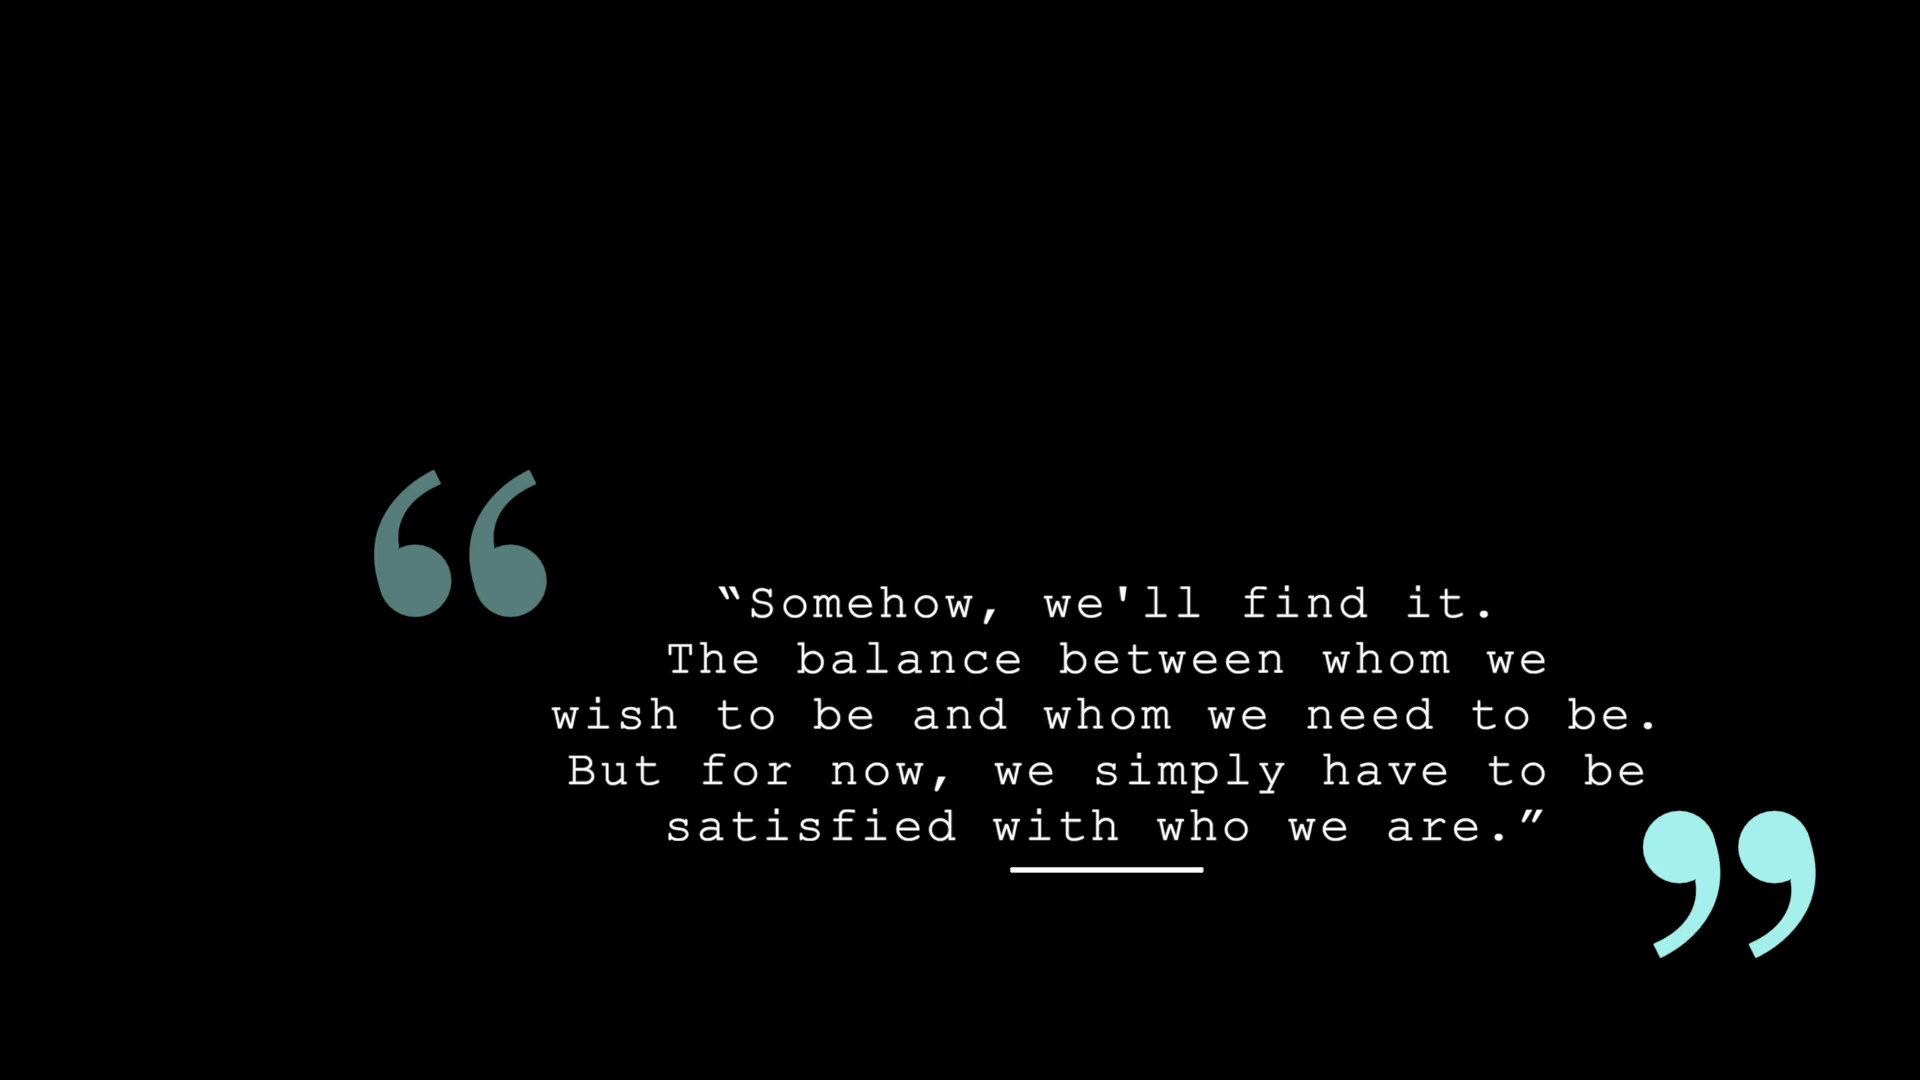 “Somehow, we'll find it.
The balance between whom we
wish to be and whom we need to be.
But for now, we simply have to be
satisfied with who we are.”